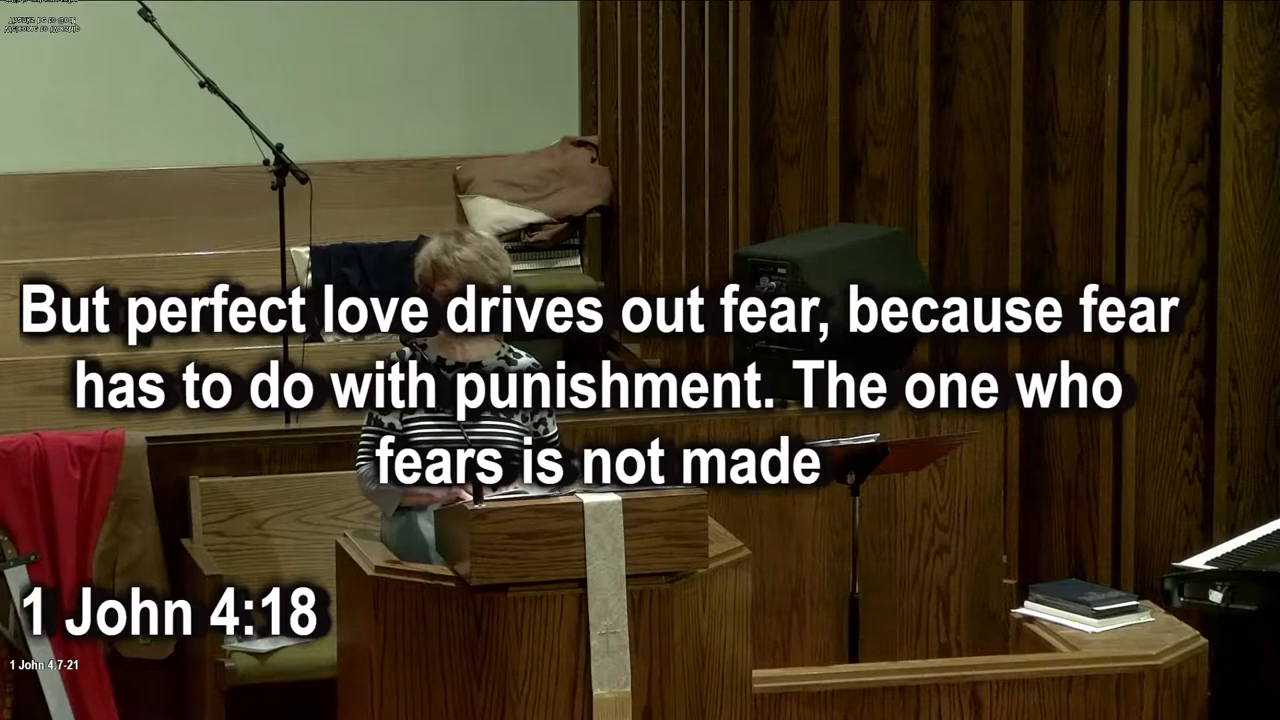 But perfect love drives out fear, because fear
has to do with punishment. The one who
fears is not made
1 John 4:18
1 John 4:7-21